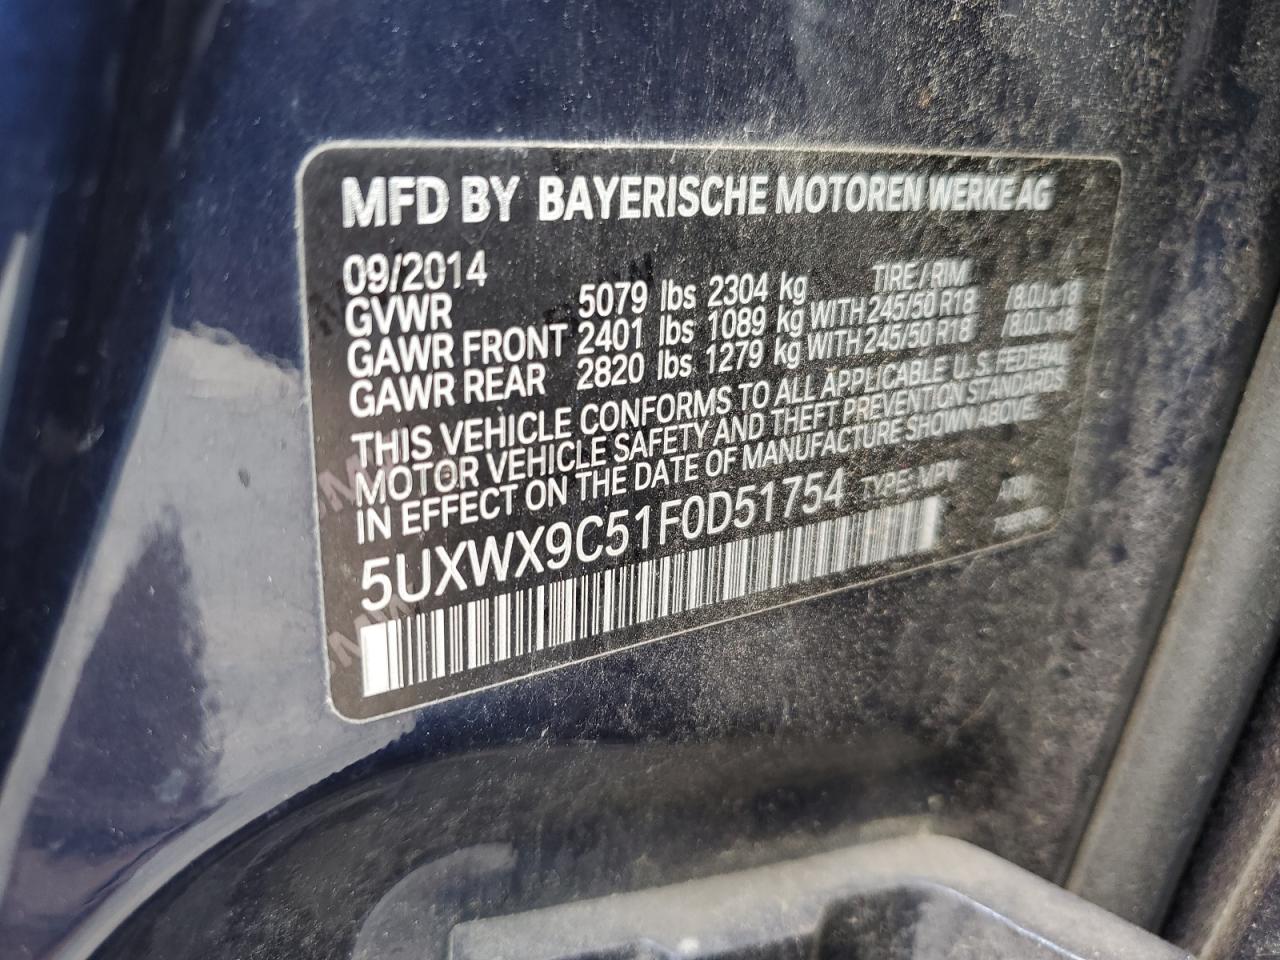 MFD BY BAYERISCHE MOTOREN WERKE AG
09/2014 TIRE / RIM
GVWR 5079 lbs 2304 kg
GAWR FRONT 2401 lbs 1089 kg WITH 245/50 R18 /8.0J x 18
GAWR REAR 2820 lbs 1279 kg WITH 245/50 R18 /8.0J x 18
THIS VEHICLE CONFORMS TO ALL APPLICABLE U.S. FEDERAL
MOTOR VEHICLE SAFETY AND THEFT PREVENTION STANDARDS
IN EFFECT ON THE DATE OF MANUFACTURE SHOWN ABOVE.
5UXWX9C51F0D51754 TYPE: MPV